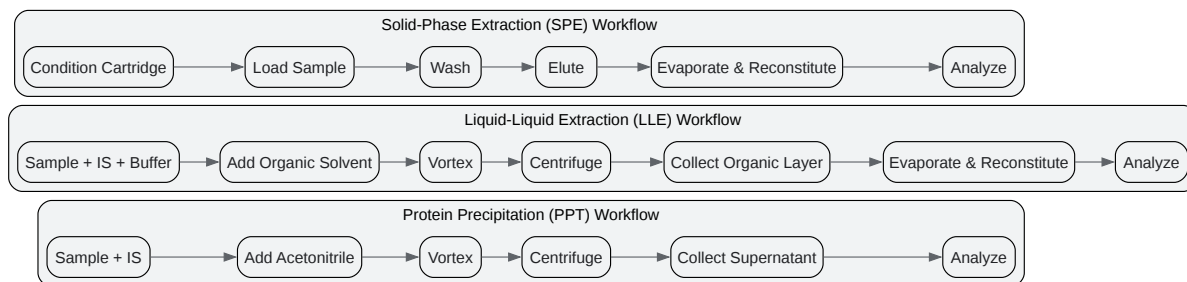 Solid-Phase Extraction (SPE) Workflow
Condition Cartridge Load Sample Wash Elute Evaporate & Reconstitute Analyze
Liquid-Liquid Extraction (LLE) Workflow
Sample + IS + Buffer Add Organic Solvent Vortex Centrifuge Collect Organic Layer Evaporate & Reconstitute Analyze
Protein Precipitation (PPT) Workflow
Sample + IS Add Acetonitrile Vortex Centrifuge Collect Supernatant Analyze